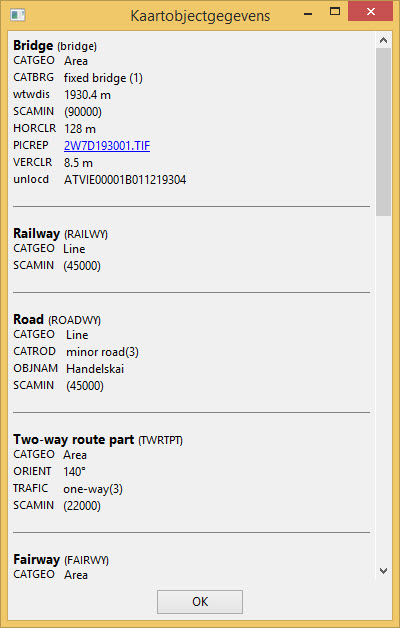 Kaartobjectgegevens
Bridge (bridge)
CATGEO Area
CATBRG fixed bridge (1)
wtwdis 1930.4 m
SCAMIN (90000)
HORCLR 128 m
PICREP 2W7D193001.TIF
VERCLR 8.5 m
unlocd ATVIE00001B011219304
Railway (RAILWY)
CATGEO Line
SCAMIN (45000)
Road (ROADWY)
CATGEO Line
CATROD minor road(3)
OBJNAM Handelskai
SCAMIN (45000)
Two-way route part (TWRTPT)
CATGEO Area
ORIENT 140°
TRAFIC one-way(3)
SCAMIN (22000)
Fairway (FAIRWY)
CATGEO Area
OK